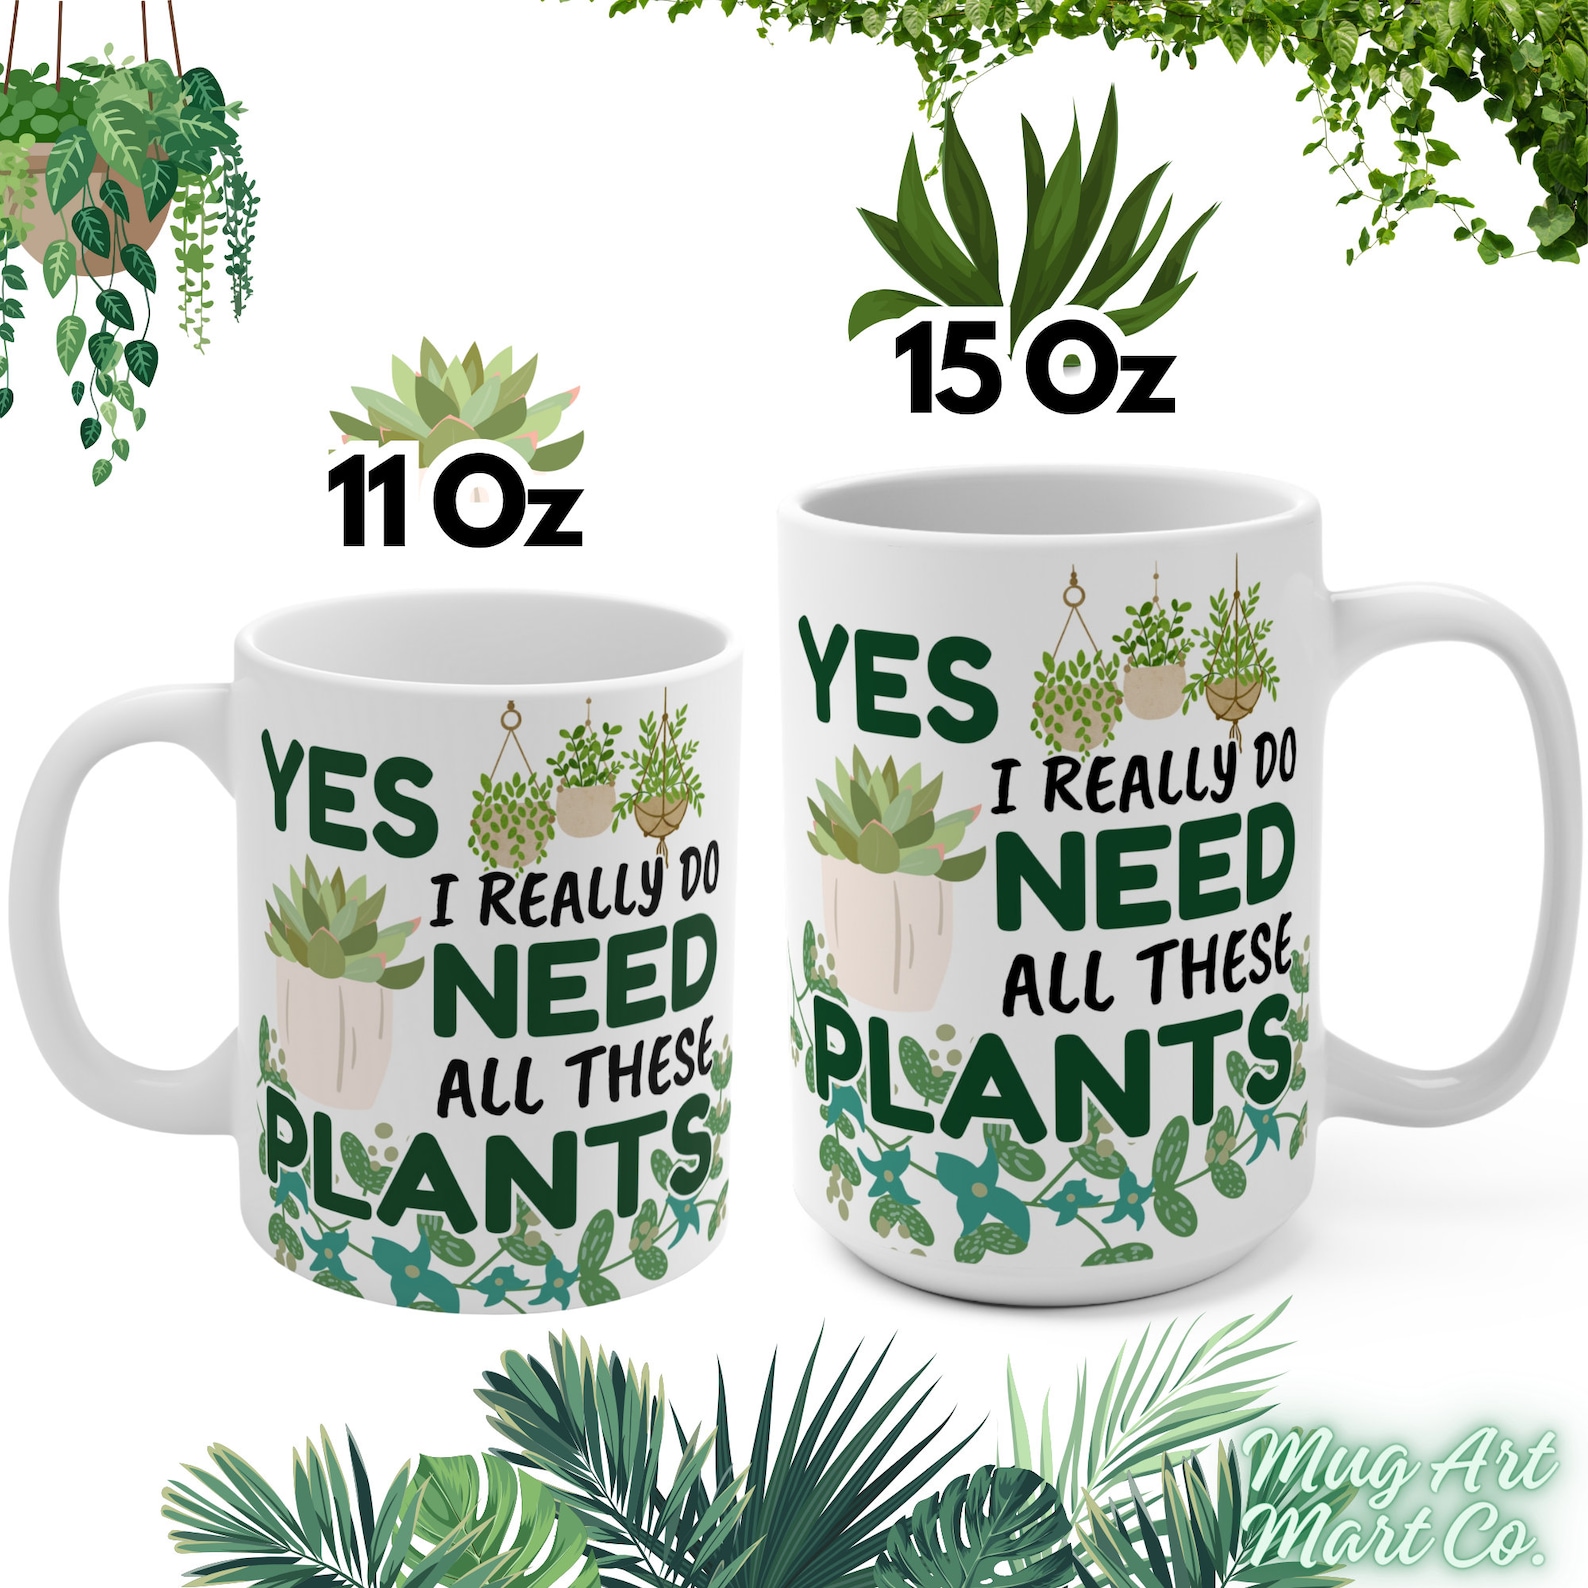 15 Oz
11 Oz
YES
I REALLY DO
NEED
ALL THESE
PLANTS
YES
I REALLY DO
NEED
ALL THESE
PLANTS
Mug Art
Mart Co.